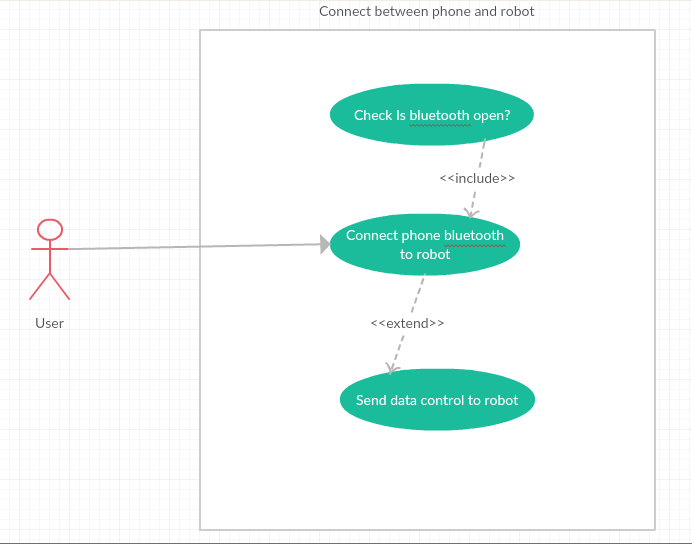 Connect between phone and robot
Check Is bluetooth open?
<<include>>
Connect phone bluetooth
to robot
User
<<extend>>
Send data control to robot